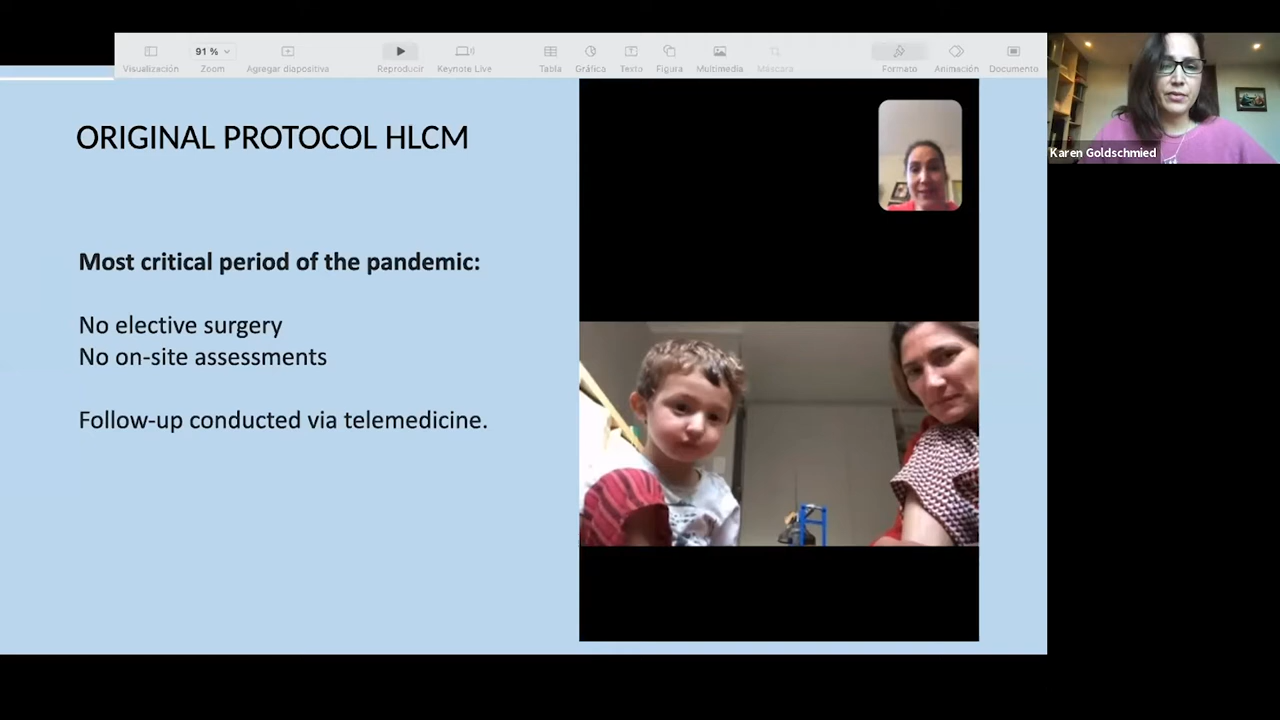 91 %
Visualización
Zoom
Agregar diapositiva
Reproducir
Keynote Live
Tabla
Gráfica
Texto
Figura
Multimedia
Máscara
Formato
Animación
Documento
Karen Goldschmied
ORIGINAL PROTOCOL HLCM
Most critical period of the pandemic:
No elective surgery
No on-site assessments
Follow-up conducted via telemedicine.